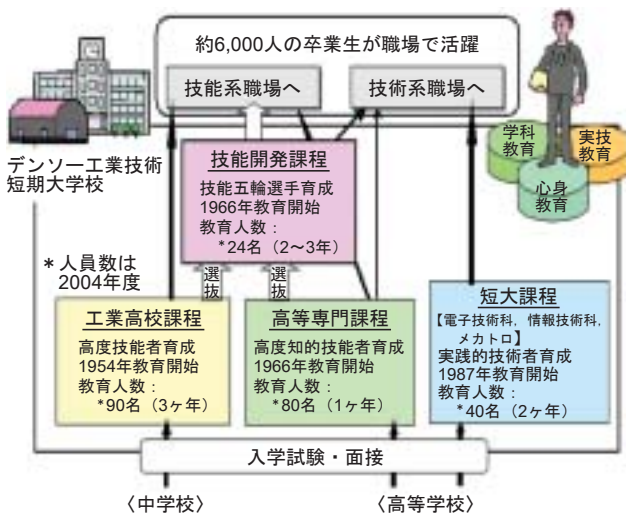 約6,000人の卒業生が職場で活躍
技能系職場へ
技術系職場へ
デンソー工業技術
短期大学校
学科
教育
実技
教育
心身
教育
技能開発課程
技能五輪選手育成
1966年教育開始
教育人数：
*24名（2〜3年）
*人員数は
2004年度
選抜
選抜
工業高校課程
高度技能者育成
1954年教育開始
教育人数：
*90名（3ヶ年）
高等専門課程
高度知的技能者育成
1966年教育開始
教育人数：
*80名（1ヶ年）
短大課程
【電子技術科，情報技術科，
メカトロ】
実践的技術者育成
1987年教育開始
教育人数：
*40名（2ヶ年）
入学試験・面接
〈中学校〉
〈高等学校〉